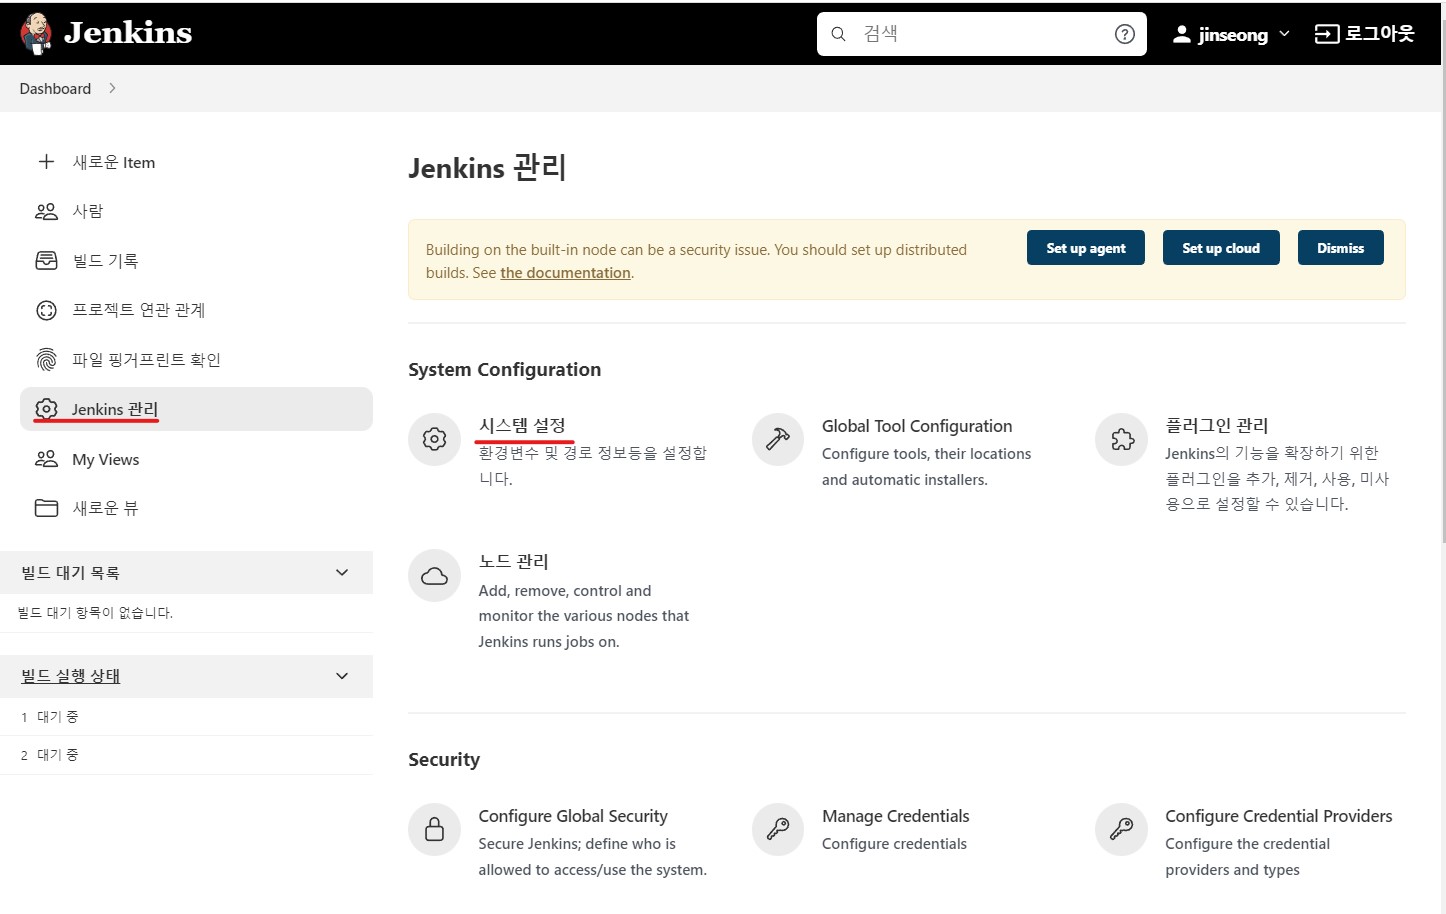 Jenkins
검색
jinseong
로그아웃
Dashboard
새로운 Item
사람
빌드 기록
프로젝트 연관 관계
파일 핑거프린트 확인
Jenkins 관리
My Views
새로운 뷰
빌드 대기 목록
빌드 대기 항목이 없습니다.
빌드 실행 상태
1 대기 중
2 대기 중
Jenkins 관리
Building on the built-in node can be a security issue. You should set up distributed
builds. See the documentation.
Set up agent
Set up cloud
Dismiss
System Configuration
시스템 설정
환경변수 및 경로 정보등을 설정합
니다.
Global Tool Configuration
Configure tools, their locations
and automatic installers.
플러그인 관리
Jenkins의 기능을 확장하기 위한
플러그인을 추가, 제거, 사용, 미사
용으로 설정할 수 있습니다.
노드 관리
Add, remove, control and
monitor the various nodes that
Jenkins runs jobs on.
Security
Configure Global Security
Secure Jenkins; define who is
allowed to access/use the system.
Manage Credentials
Configure credentials
Configure Credential Providers
Configure the credential
providers and types